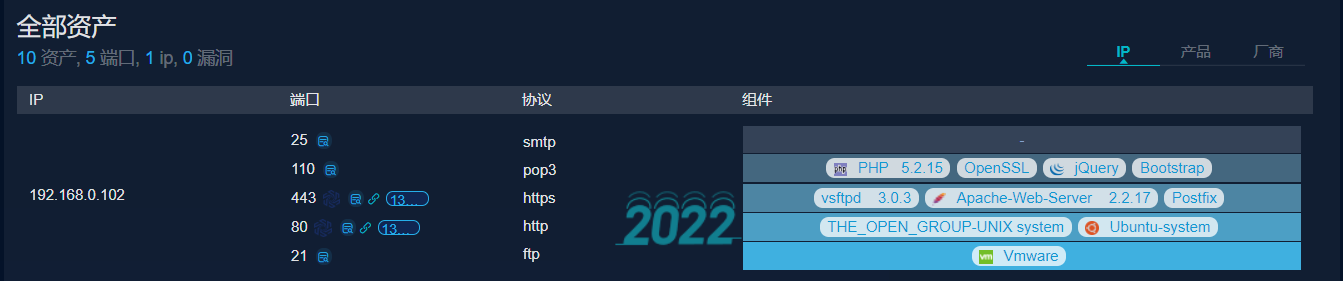 全部资产
10 资产, 5 端口, 1 ip, 0 漏洞
IP 产品 厂商
IP 端口 协议 组件
192.168.0.102
25 smtp -
110 pop3 PHP 5.2.15 OpenSSL jQuery Bootstrap
443 13... https vsftpd 3.0.3 Apache-Web-Server 2.2.17 Postfix
80 13... http THE_OPEN_GROUP-UNIX system Ubuntu-system
21 ftp Vmware
2022